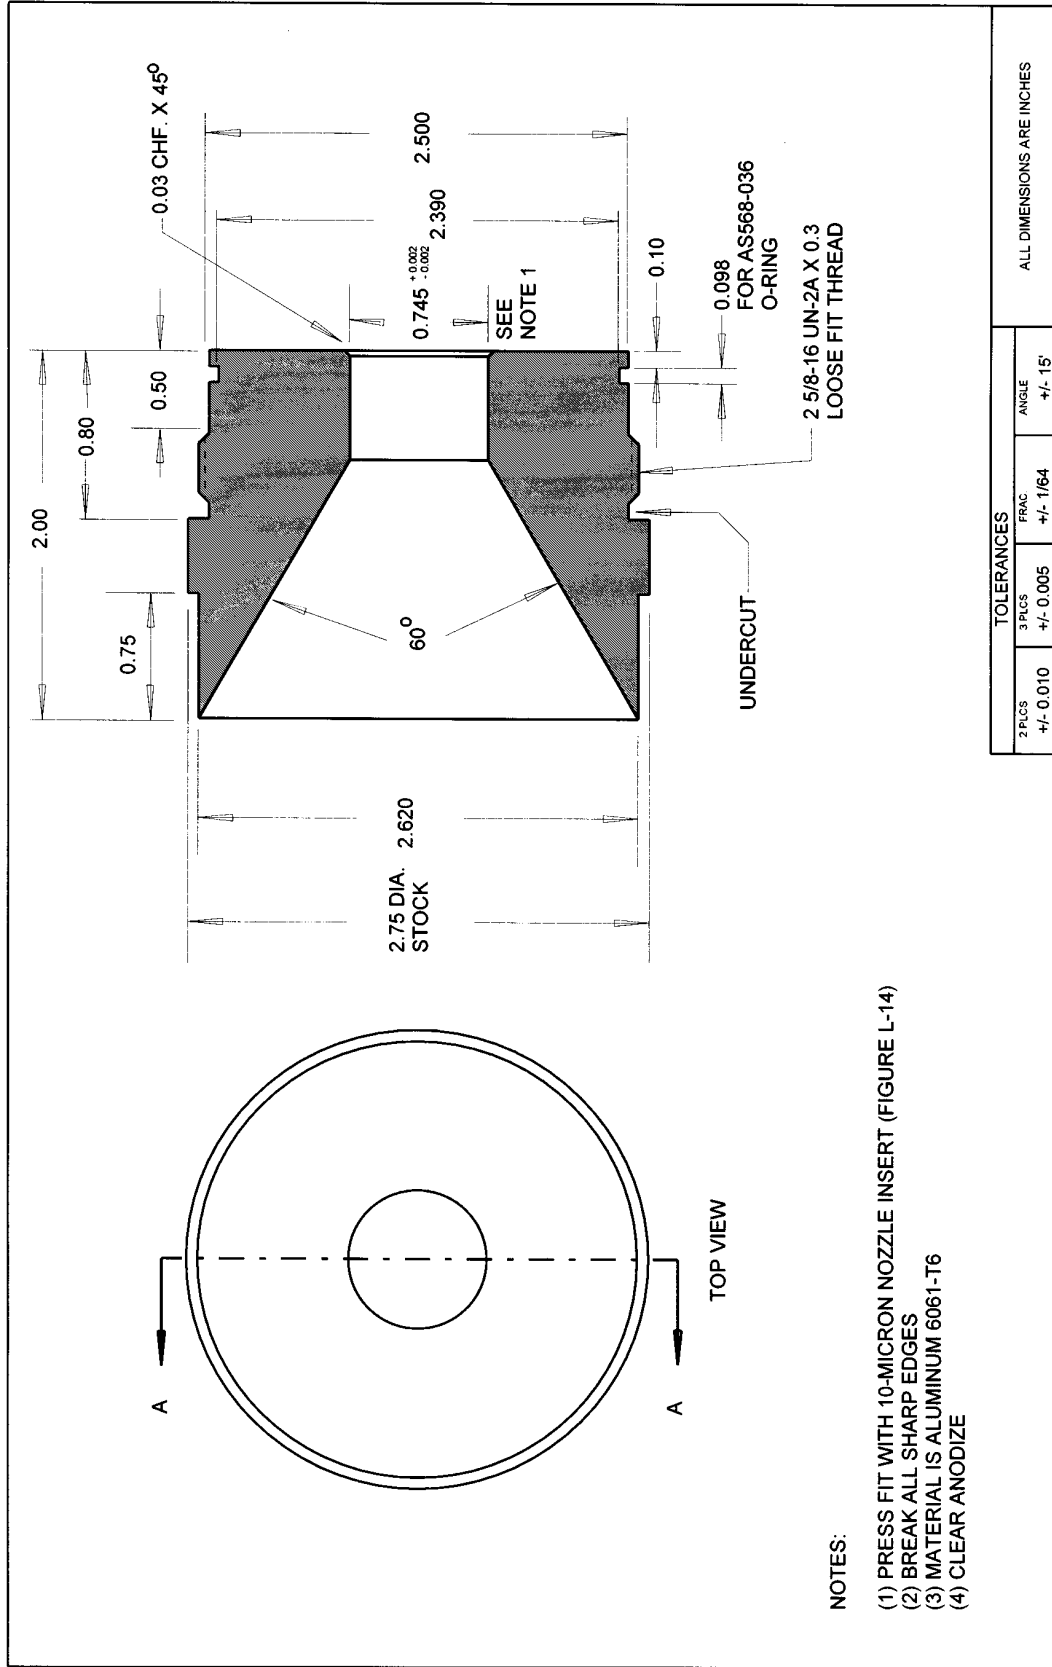 2.00
0.80
0.50
0.75
0.03 CHF. X 45°
2.75 DIA.
STOCK
2.620
60°
0.745 +0.002
-0.002
2.390
2.500
SEE
NOTE 1
0.10
0.098
FOR AS568-036
O-RING
2 5/8-16 UN-2A X 0.3
LOOSE FIT THREAD
UNDERCUT
A
A
TOP VIEW
NOTES:
(1) PRESS FIT WITH 10-MICRON NOZZLE INSERT (FIGURE L-14)
(2) BREAK ALL SHARP EDGES
(3) MATERIAL IS ALUMINUM 6061-T6
(4) CLEAR ANODIZE
TOLERANCES
2 PLCS
3 PLCS
FRAC
ANGLE
+/- 0.010
+/- 0.005
+/- 1/64
+/- 15'
ALL DIMENSIONS ARE INCHES